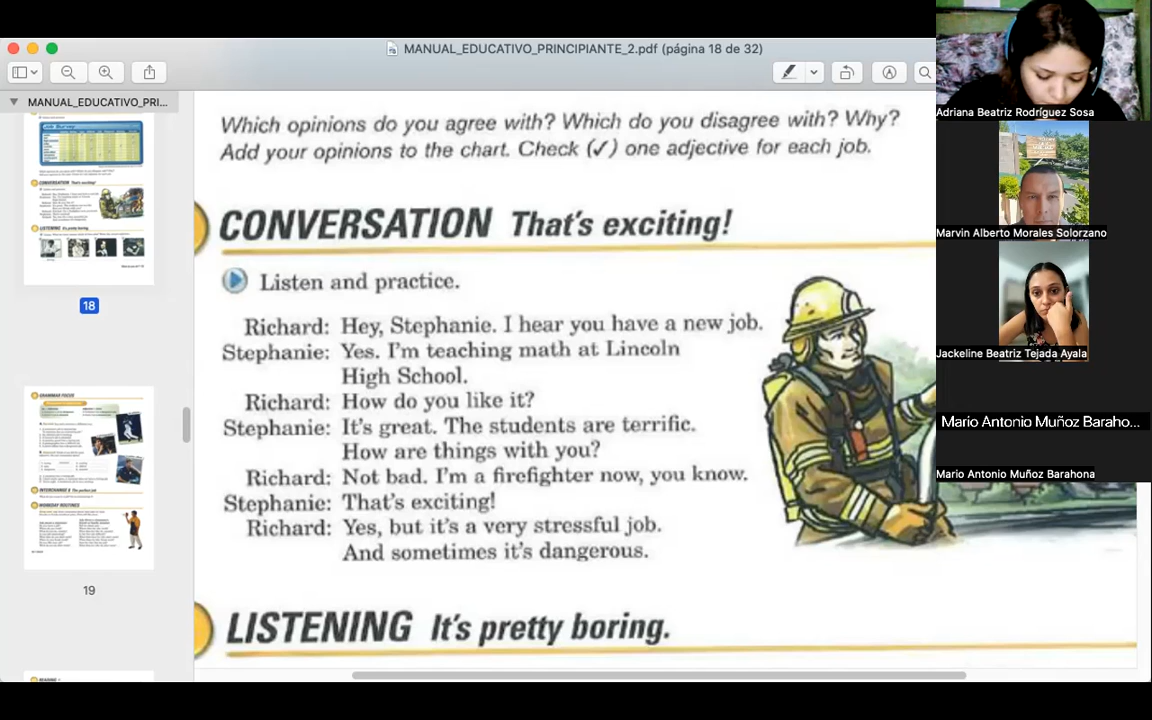 MANUAL_EDUCATIVO_PRINCIPIANTE_2.pdf (página 18 de 32)
MANUAL_EDUCATIVO_PRI...
18
19
Which opinions do you agree with? Which do you disagree with? Why?
Add your opinions to the chart. Check (✓) one adjective for each job.
CONVERSATION That's exciting!
Listen and practice.
Richard: Hey, Stephanie. I hear you have a new job.
Stephanie: Yes. I'm teaching math at Lincoln
High School.
Richard: How do you like it?
Stephanie: It's great. The students are terrific.
How are things with you?
Richard: Not bad. I'm a firefighter now, you know.
Stephanie: That's exciting!
Richard: Yes, but it's a very stressful job.
And sometimes it's dangerous.
LISTENING It's pretty boring.
Adriana Beatriz Rodríguez Sosa
Marvin Alberto Morales Solorzano
Jackeline Beatriz Tejada Ayala
Mario Antonio Muñoz Baraho...
Mario Antonio Muñoz Barahona